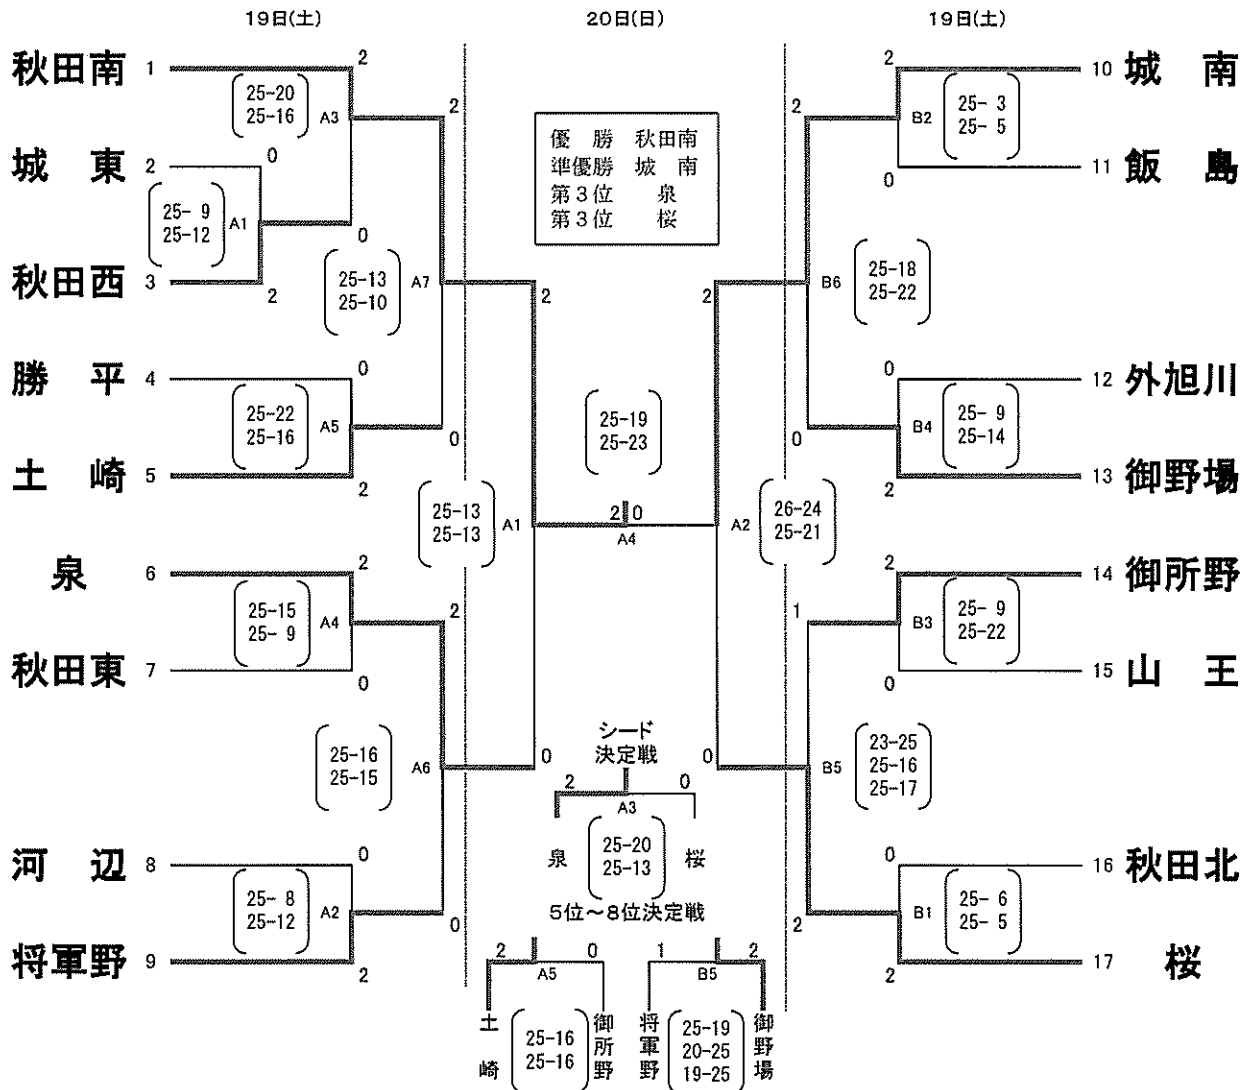 19日(土)
20日(日)
19日(土)
秋田南 1
2
25-20
25-16
A3
0
城東 2
25- 9
25-12
A1
秋田西 3
2
0
2
25-13
25-10
A7
勝平 4
0
25-22
25-16
A5
土崎 5
2
0
泉 6
2
25-15
25- 9
A4
秋田東 7
0
2
25-16
25-15
A6
河辺 8
0
25- 8
25-12
A2
将軍野 9
2
0
優勝 秋田南
準優勝 城南
第3位 泉
第3位 桜
2
2
25-19
25-23
25-13
25-13
A1
2 0
A4
A2
26-24
25-21
0
0
シード
決定戦
2 0
A3
泉
25-20
25-13
桜
5位~8位決定戦
2 0
A5
土崎
25-16
25-16
御所野
1 2
B5
将軍野
25-19
20-25
19-25
御野場
2
10 城南
B2
25- 3
25- 5
0
11 飯島
2
B6
25-18
25-22
0
12 外旭川
B4
25- 9
25-14
0
2
13 御野場
2
14 御所野
B3
25- 9
25-22
1
0
15 山王
B5
23-25
25-16
25-17
0
16 秋田北
B1
25- 6
25- 5
2
2
17 桜